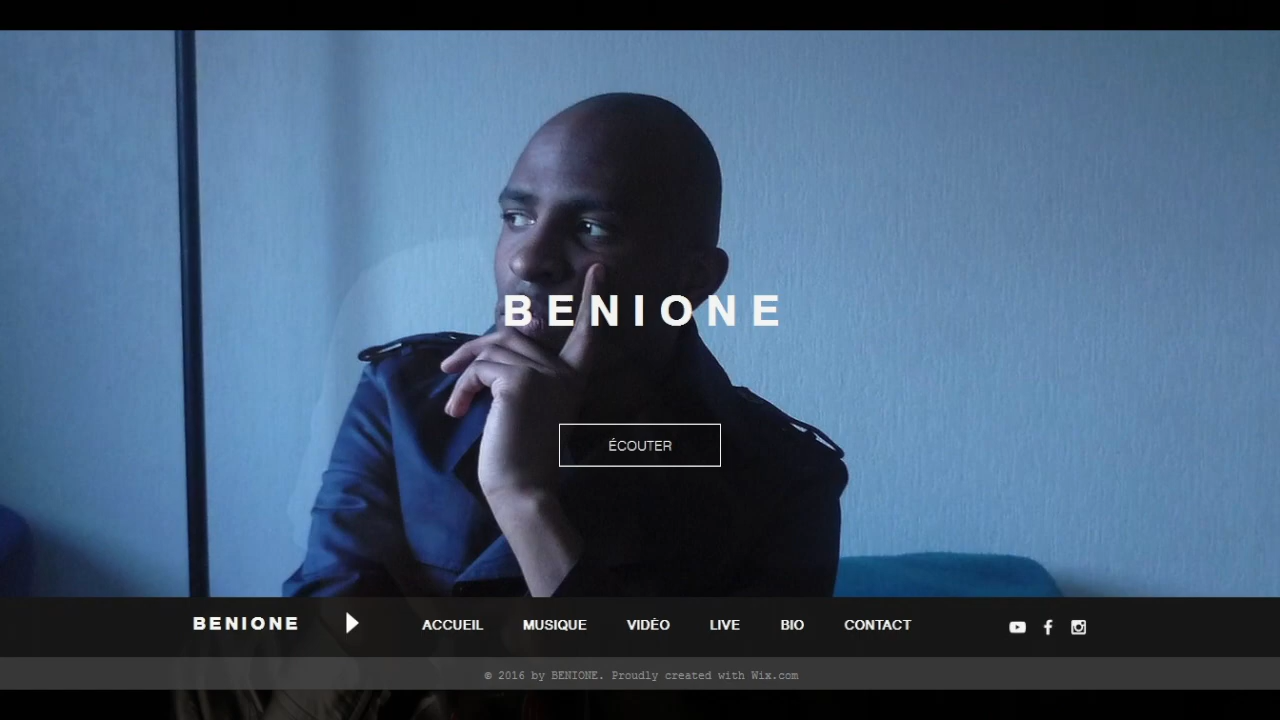 BENIONE
ÉCOUTER
BENIONE ACCUEIL MUSIQUE VIDÉO LIVE BIO CONTACT
© 2016 by BENIONE. Proudly created with Wix.com